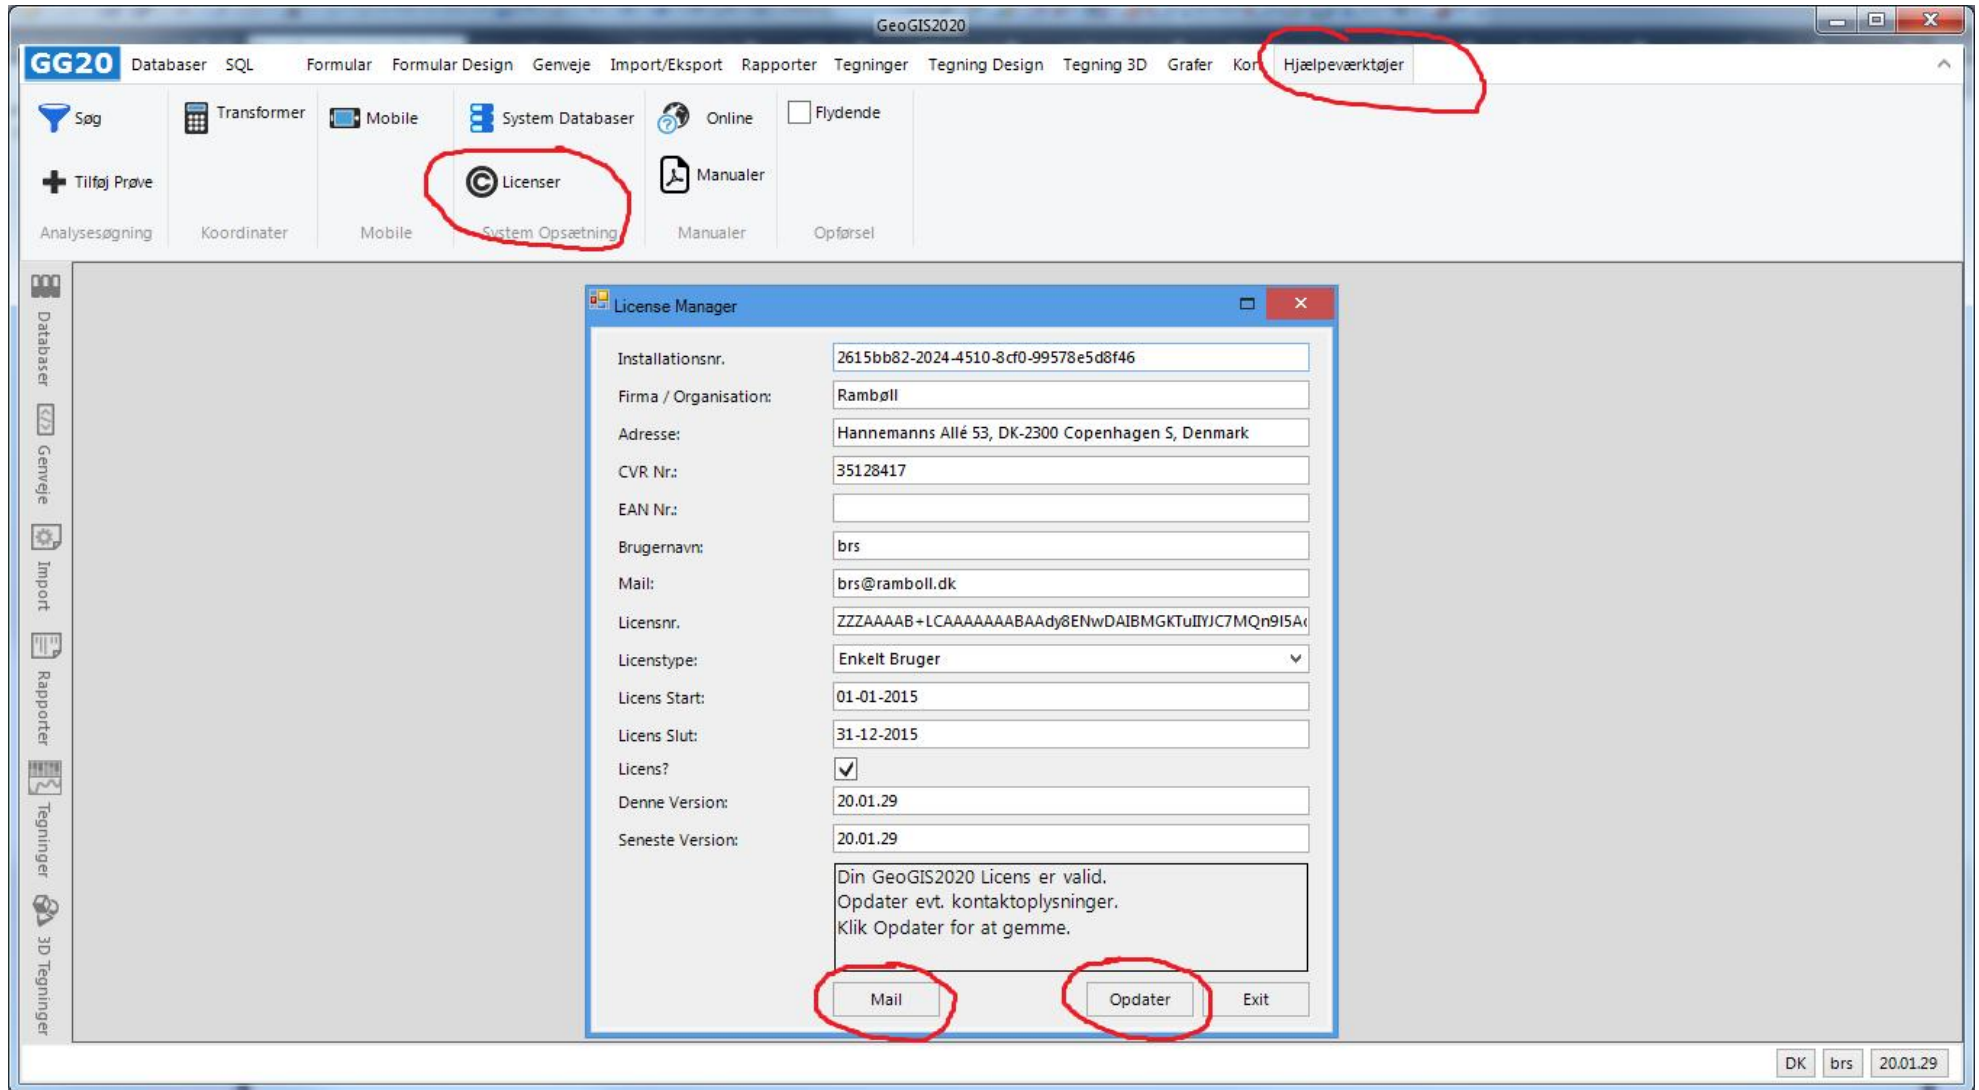 GeoGIS2020
GG20 Databaser SQL Formular Formular Design Genveje Import/Eksport Rapporter Tegninger Tegning Design Tegning 3D Grafer Kor Hjælpeværktøjer
Søg Transformer Mobile System Databaser Online Flydende
Tilføj Prøve Licenser Manualer
Analysesøgning Koordinater Mobile System Opsætning Manualer Opførsel
Databaser
Genveje
Import
Rapporter
Tegninger
3D Tegninger
License Manager
Installationsnr. 2615bb82-2024-4510-8cf0-99578e5d8f46
Firma / Organisation: Rambøll
Adresse: Hannemanns Allé 53, DK-2300 Copenhagen S, Denmark
CVR Nr.: 35128417
EAN Nr.:
Brugernavn: brs
Mail: brs@ramboll.dk
Licensnr.
Licenstype: Enkelt Bruger
Licens Start: 01-01-2015
Licens Slut: 31-12-2015
Licens?
Denne Version: 20.01.29
Seneste Version: 20.01.29
Din GeoGIS2020 Licens er valid.
Opdater evt. kontaktoplysninger.
Klik Opdater for at gemme.
Mail Opdater Exit
DK brs 20.01.29